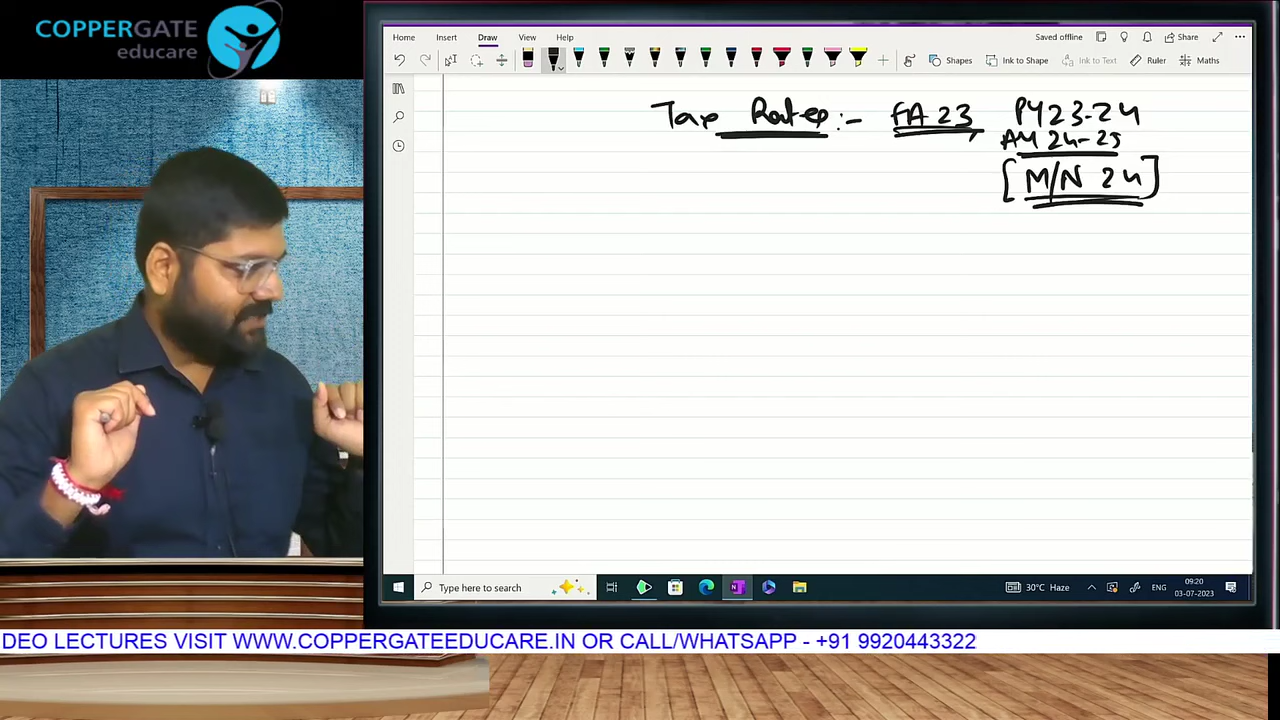 COPPERGATE
educare
Home Insert Draw View Help
Saved offline
Share
Shapes
Ink to Shape
Ink to Text
Ruler
Maths
Tax Rates :- FA 23 PY 23-24
AY 24-25
[M/N 24]
Type here to search
30°C Haze
ENG
09:20
03-07-2023
DEO LECTURES VISIT WWW.COPPERGATEEDUCARE.IN OR CALL/WHATSAPP - +91 9920443322